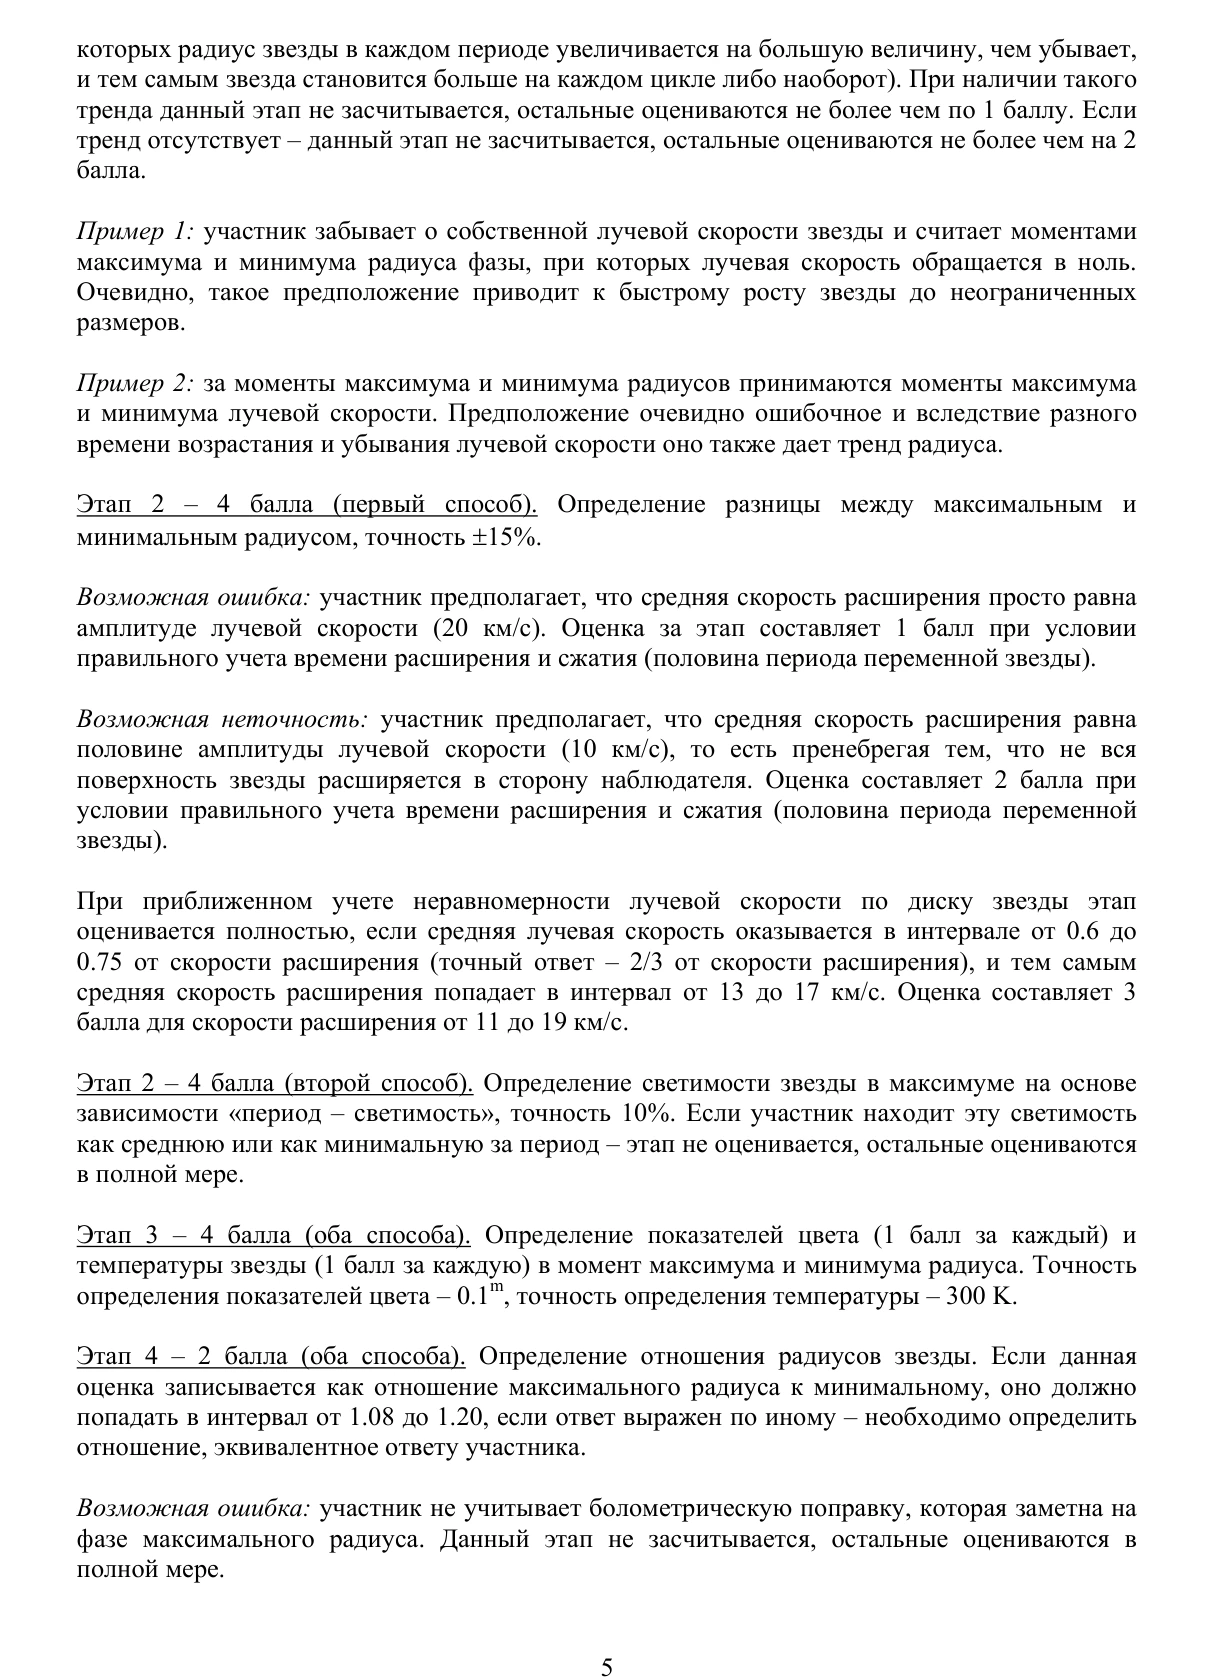 которых радиус звезды в каждом периоде увеличивается на большую величину, чем убывает,
и тем самым звезда становится больше на каждом цикле либо наоборот). При наличии такого
тренда данный этап не засчитывается, остальные оцениваются не более чем по 1 баллу. Если
тренд отсутствует – данный этап не засчитывается, остальные оцениваются не более чем на 2
балла.
Пример 1: участник забывает о собственной лучевой скорости звезды и считает моментами
максимума и минимума радиуса фазы, при которых лучевая скорость обращается в ноль.
Очевидно, такое предположение приводит к быстрому росту звезды до неограниченных
размеров.
Пример 2: за моменты максимума и минимума радиусов принимаются моменты максимума
и минимума лучевой скорости. Предположение очевидно ошибочное и вследствие разного
времени возрастания и убывания лучевой скорости оно также дает тренд радиуса.
Этап 2 – 4 балла (первый способ). Определение разницы между максимальным и
минимальным радиусом, точность ±15%.
Возможная ошибка: участник предполагает, что средняя скорость расширения просто равна
амплитуде лучевой скорости (20 км/с). Оценка за этап составляет 1 балл при условии
правильного учета времени расширения и сжатия (половина периода переменной звезды).
Возможная неточность: участник предполагает, что средняя скорость расширения равна
половине амплитуды лучевой скорости (10 км/с), то есть пренебрегая тем, что не вся
поверхность звезды расширяется в сторону наблюдателя. Оценка составляет 2 балла при
условии правильного учета времени расширения и сжатия (половина периода переменной
звезды).
При приближенном учете неравномерности лучевой скорости по диску звезды этап
оценивается полностью, если средняя лучевая скорость оказывается в интервале от 0.6 до
0.75 от скорости расширения (точный ответ – 2/3 от скорости расширения), и тем самым
средняя скорость расширения попадает в интервал от 13 до 17 км/с. Оценка составляет 3
балла для скорости расширения от 11 до 19 км/с.
Этап 2 – 4 балла (второй способ). Определение светимости звезды в максимуме на основе
зависимости «период – светимость», точность 10%. Если участник находит эту светимость
как среднюю или как минимальную за период – этап не оценивается, остальные оцениваются
в полной мере.
Этап 3 – 4 балла (оба способа). Определение показателей цвета (1 балл за каждый) и
температуры звезды (1 балл за каждую) в момент максимума и минимума радиуса. Точность
определения показателей цвета – 0.1m, точность определения температуры – 300 К.
Этап 4 – 2 балла (оба способа). Определение отношения радиусов звезды. Если данная
оценка записывается как отношение максимального радиуса к минимальному, оно должно
попадать в интервал от 1.08 до 1.20, если ответ выражен по иному – необходимо определить
отношение, эквивалентное ответу участника.
Возможная ошибка: участник не учитывает болометрическую поправку, которая заметна на
фазе максимального радиуса. Данный этап не засчитывается, остальные оцениваются в
полной мере.
5